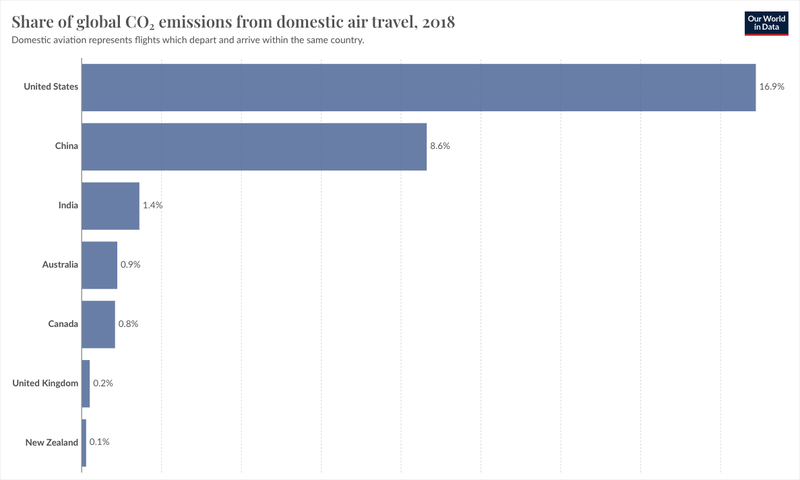 Share of global CO₂ emissions from domestic air travel, 2018
Our World
in Data
Domestic aviation represents flights which depart and arrive within the same country.
United States 16.9%
China 8.6%
India 1.4%
Australia 0.9%
Canada 0.8%
United Kingdom 0.2%
New Zealand 0.1%